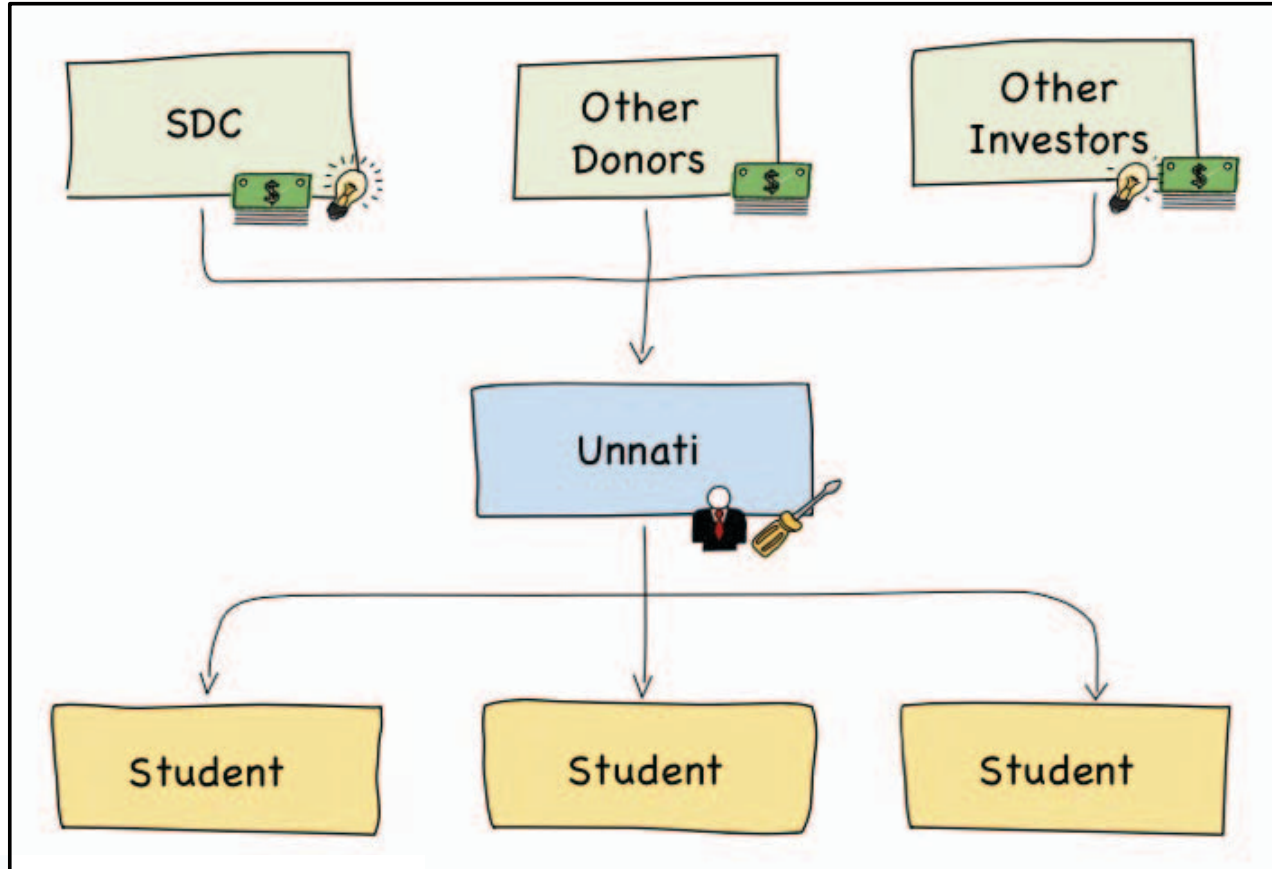 SDC
Other
Donors
Other
Investors
$
$
$
Unnati
Student
Student
Student